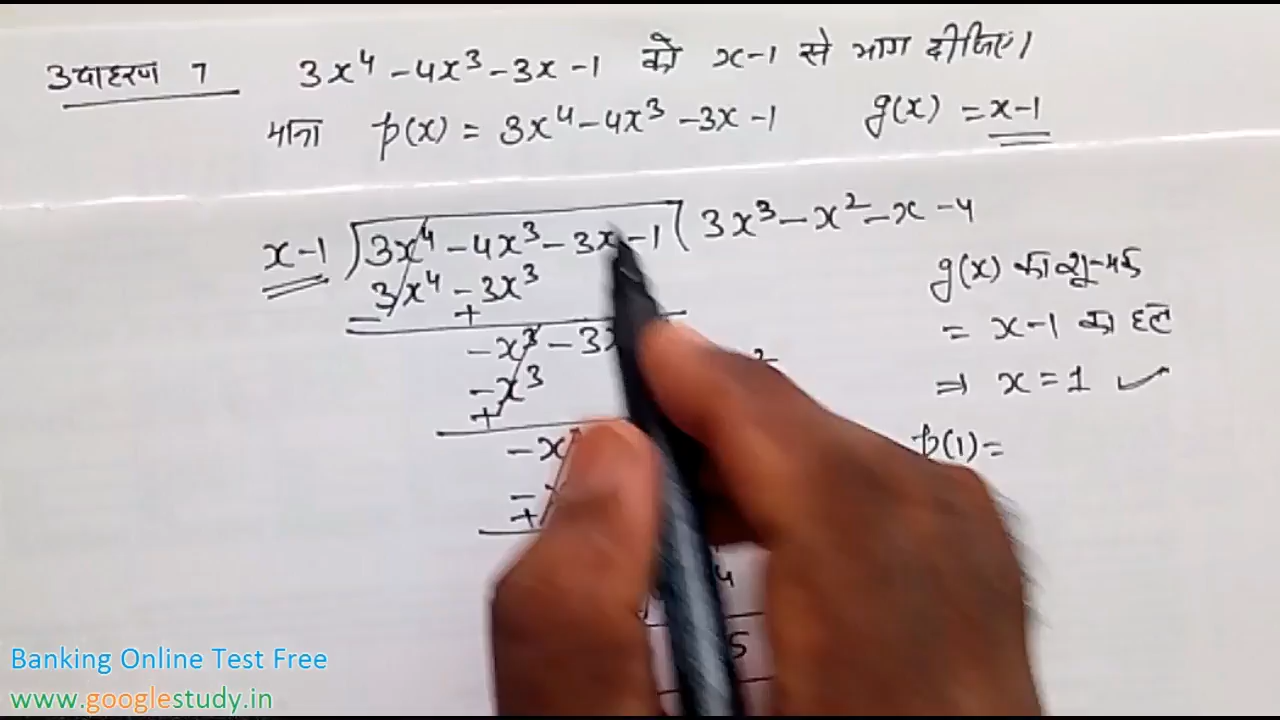 उदाहरण 7 3x⁴ - 4x³ - 3x - 1 को x-1 से भाग दीजिए।
माना p(x) = 3x⁴ - 4x³ - 3x - 1 g(x) = x-1
x-1 ) 3x⁴ - 4x³ - 3x - 1 ( 3x³ - x² - x - 4
3x⁴ - 3x³
- +
-x³ - 3x
-x³
+
-x
-
+
4
5
g(x) का शून्यक
= x-1 का हल
⇒ x = 1 ✓
p(1) =
Banking Online Test Free
www.googlestudy.in